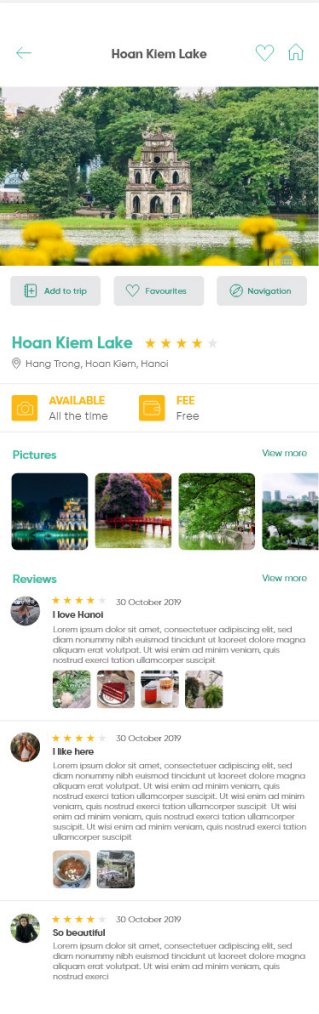 Hoan Kiem Lake
Add to trip
Favourites
Navigation
Hoan Kiem Lake
Hang Trong, Hoan Kiem, Hanoi
AVAILABLE
All the time
FEE
Free
Pictures
View more
Reviews
View more
30 October 2019
I love Hanoi
Lorem ipsum dolor sit amet, consectetuer adipiscing elit, sed
diam nonummy nibh euismod tincidunt ut laoreet dolore magna
aliquam erat volutpat. Ut wisi enim ad minim veniam, quis
nostrud exerci tation ullamcorper suscipit
30 October 2019
I like here
Lorem ipsum dolor sit amet, consectetuer adipiscing elit, sed
diam nonummy nibh euismod tincidunt ut laoreet dolore magna
aliquam erat volutpat. Ut wisi enim ad minim veniam, quis
nostrud exerci tation ullamcorper suscipit. Ut wisi enim ad minim
veniam, quis nostrud exerci tation ullamcorper suscipit  Ut wisi
enim ad minim veniam, quis nostrud exerci tation ullamcorper
suscipit. Ut wisi enim ad minim veniam, quis nostrud exerci tation
ullamcorper suscipit
30 October 2019
So beautiful
Lorem ipsum dolor sit amet, consectetuer adipiscing elit, sed
diam nonummy nibh euismod tincidunt ut laoreet dolore magna
aliquam erat volutpat. Ut wisi enim ad minim veniam, quis
nostrud exerci